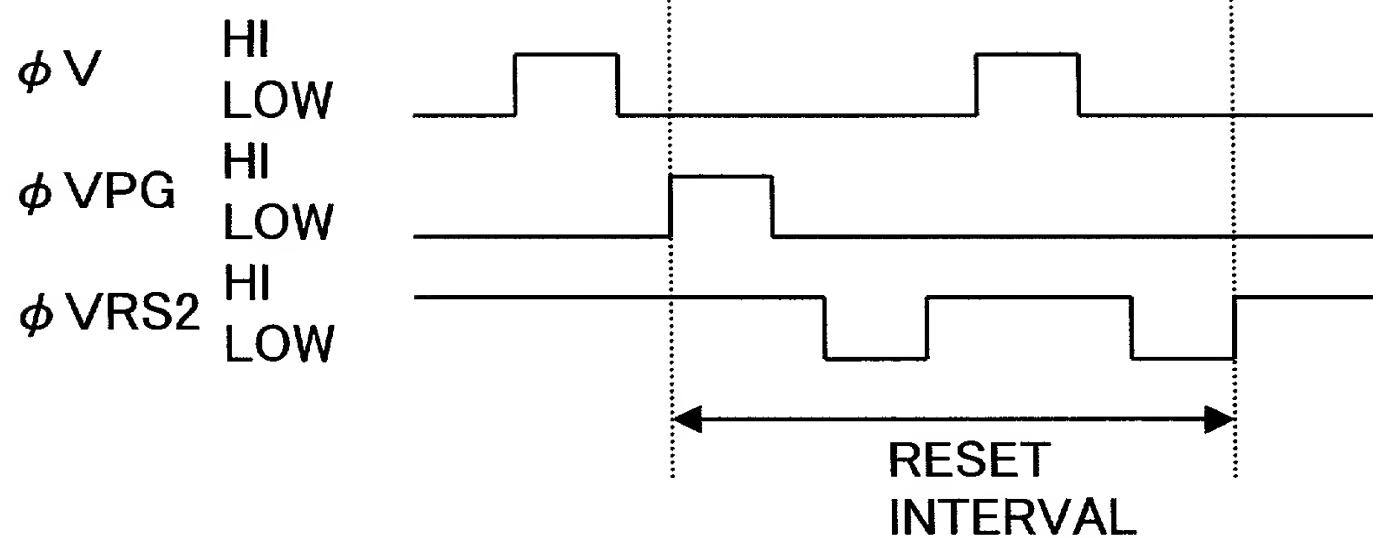 φV HI
LOW
φVPG HI
LOW
φVRS2 HI
LOW
RESET
INTERVAL